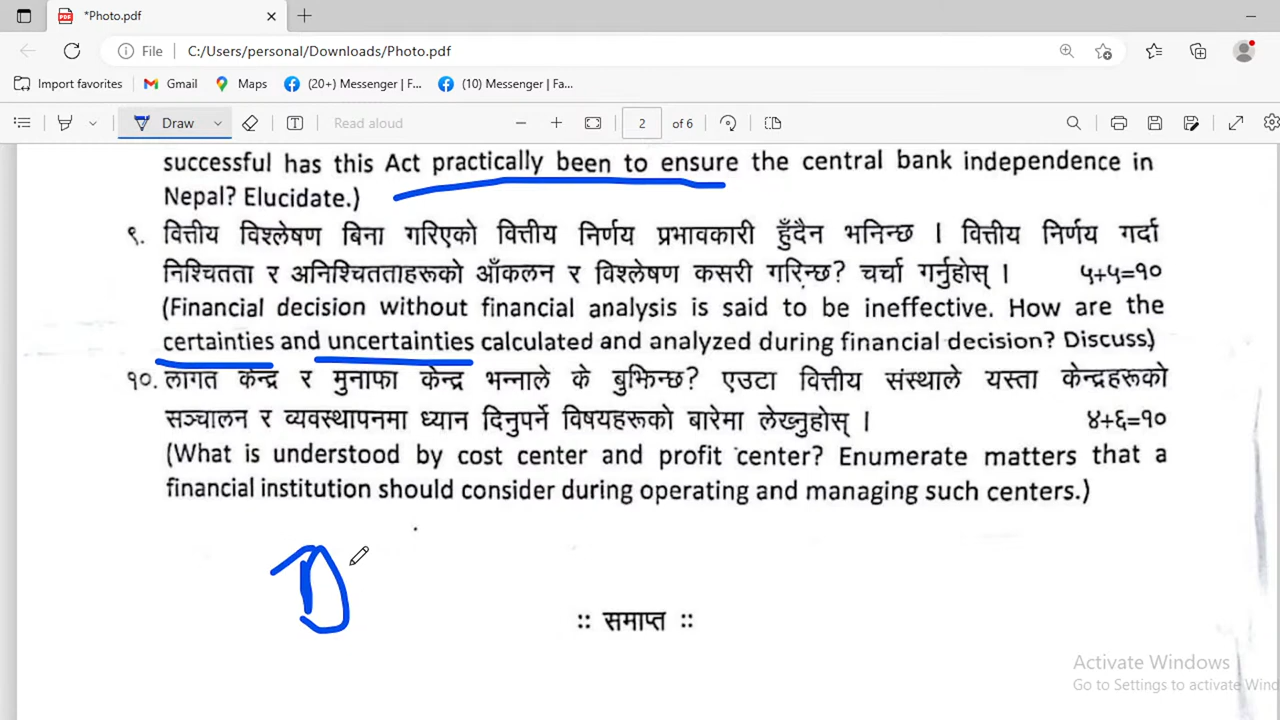 *Photo.pdf
File C:/Users/personal/Downloads/Photo.pdf
Import favorites Gmail Maps (20+) Messenger | F... (10) Messenger | Fa...
Draw Read aloud 2 of 6
successful has this Act practically been to ensure the central bank independence in
Nepal? Elucidate.)
९. वित्तीय विश्लेषण बिना गरिएको वित्तीय निर्णय प्रभावकारी हुँदैन भनिन्छ । वित्तीय निर्णय गर्दा
निश्चितता र अनिश्चितताहरूको आँकलन र विश्लेषण कसरी गरिन्छ? चर्चा गर्नुहोस् । ५+५=१०
(Financial decision without financial analysis is said to be ineffective. How are the
certainties and uncertainties calculated and analyzed during financial decision? Discuss)
१०. लागत केन्द्र र मुनाफा केन्द्र भन्नाले के बुझिन्छ? एउटा वित्तीय संस्थाले यस्ता केन्द्रहरूको
सञ्चालन र व्यवस्थापनमा ध्यान दिनुपर्ने विषयहरूको बारेमा लेख्नुहोस् । ४+६=१०
(What is understood by cost center and profit center? Enumerate matters that a
financial institution should consider during operating and managing such centers.)
D
:: समाप्त ::
Activate Windows
Go to Settings to activate Wind